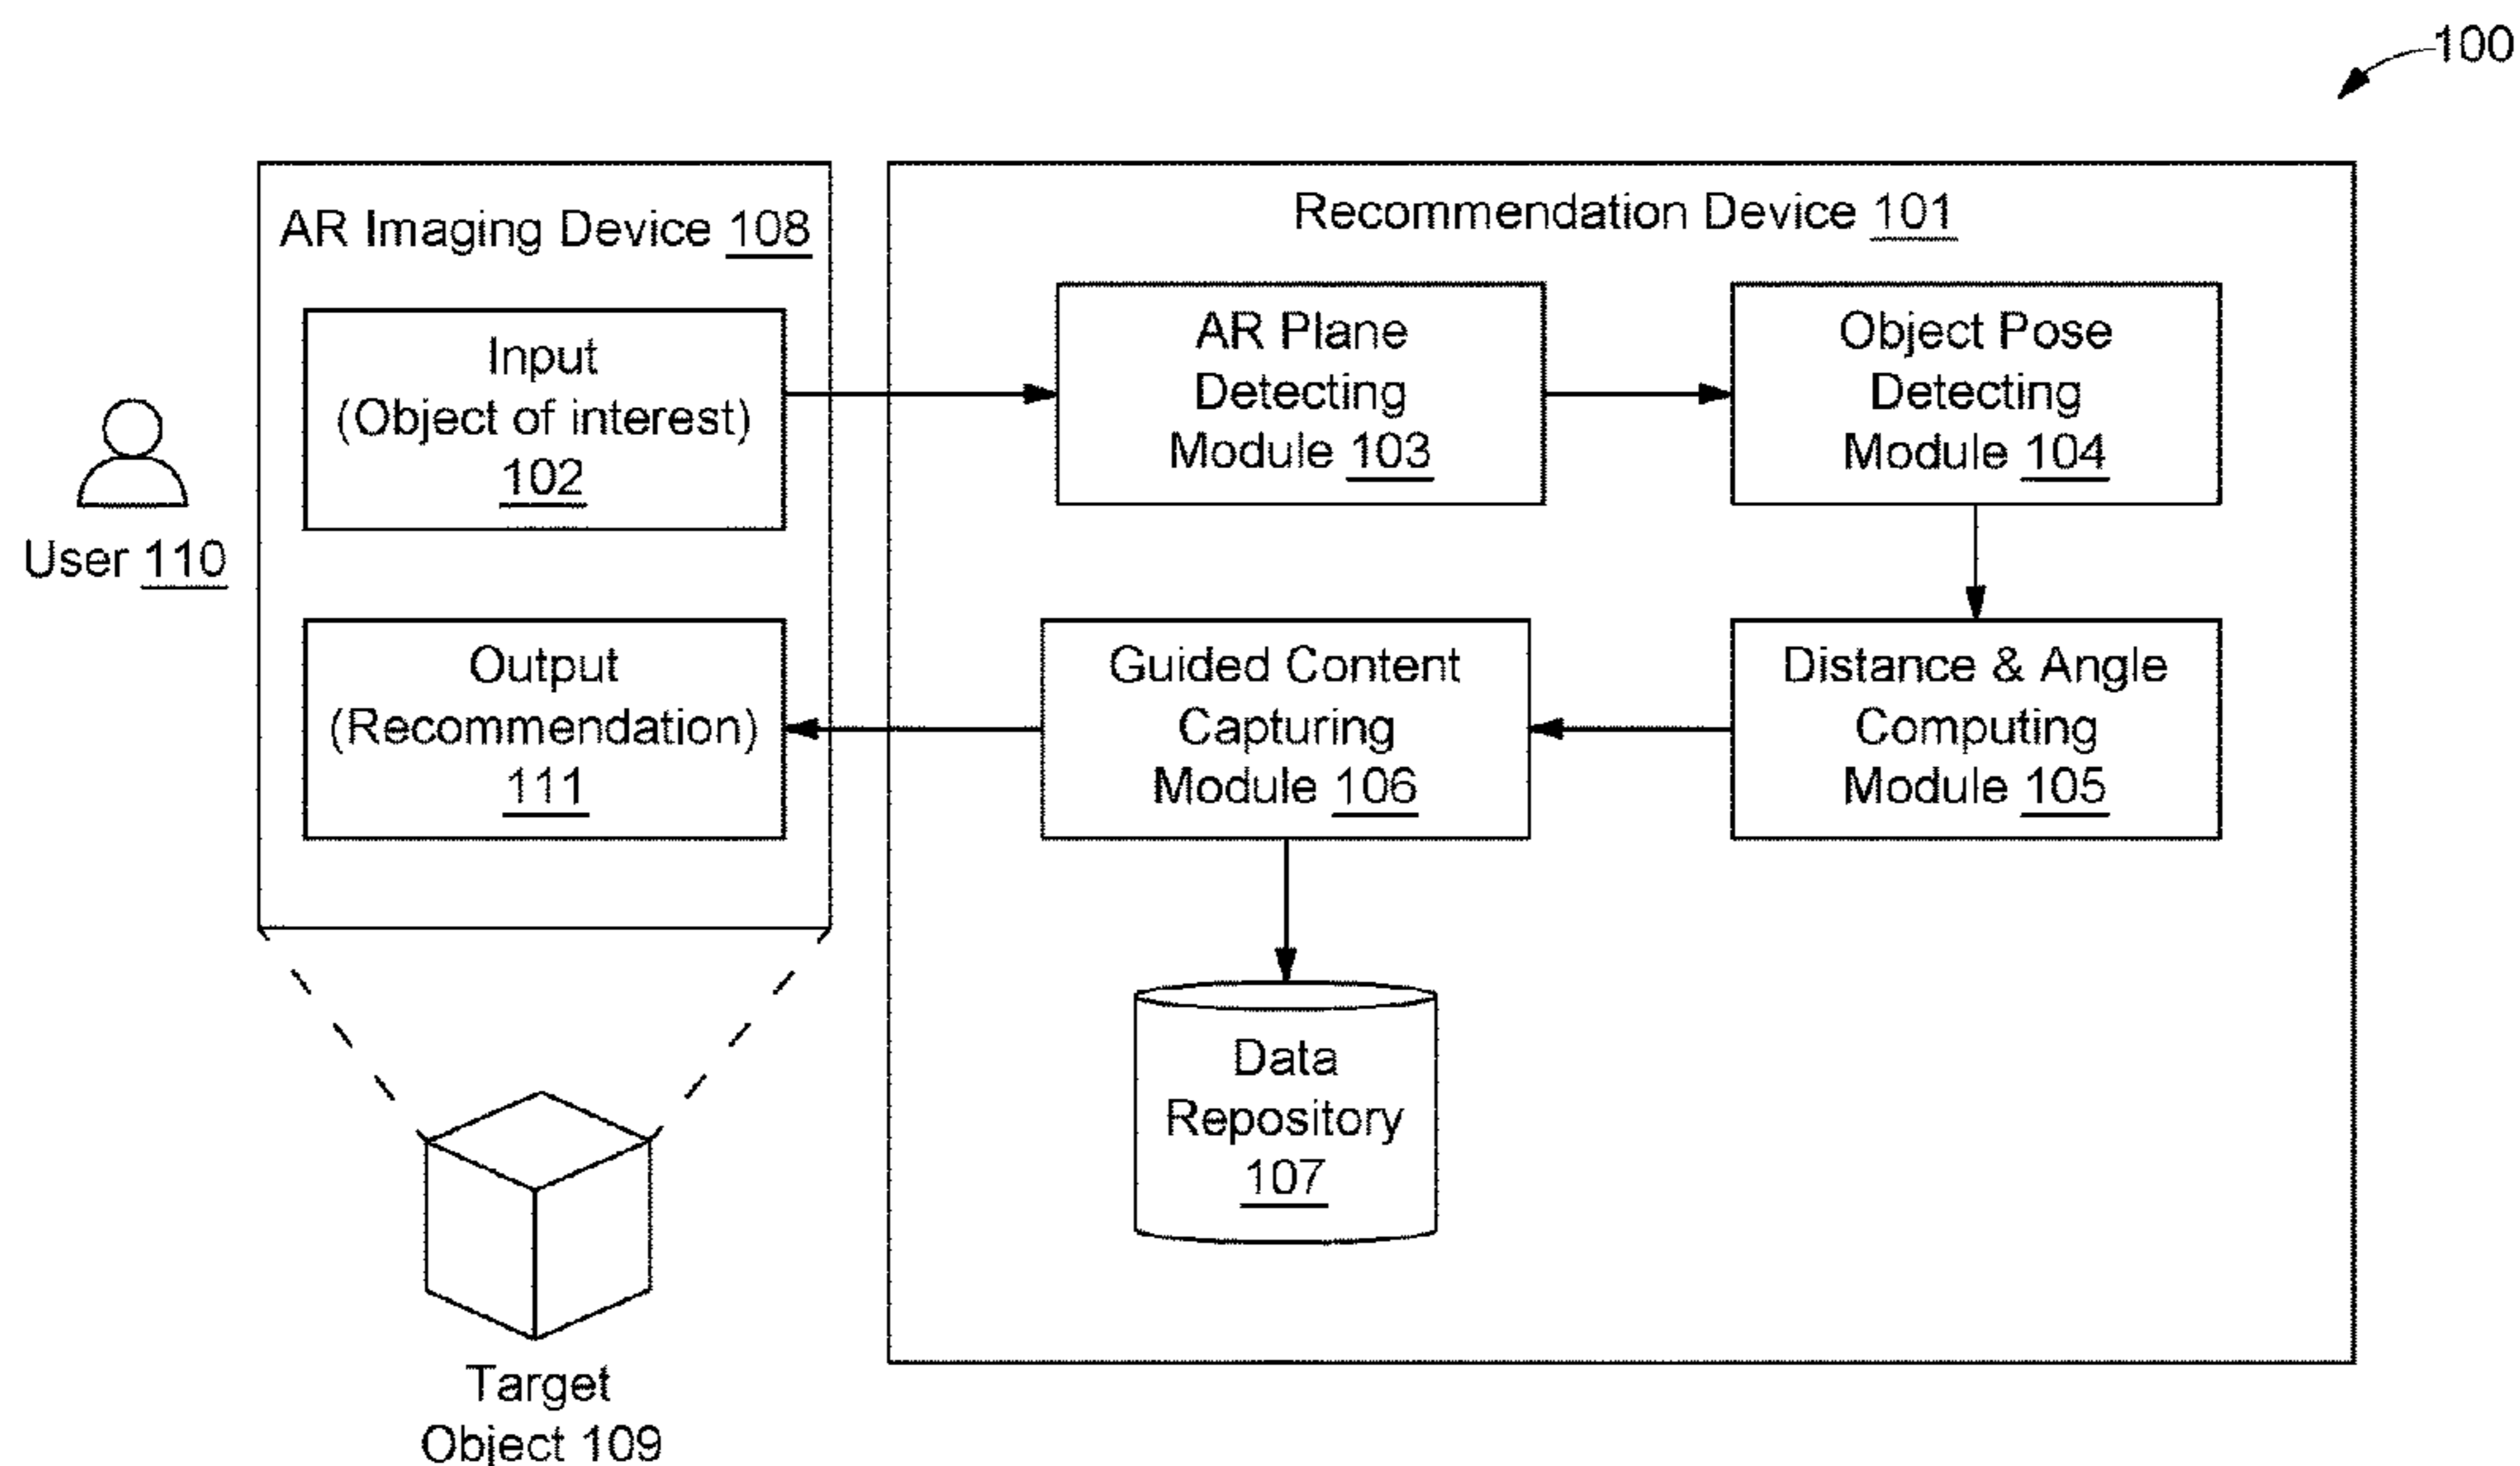 100
AR Imaging Device 108
Input
(Object of interest)
102
User 110
Output
(Recommendation)
111
Target
Object 109
Recommendation Device 101
AR Plane
Detecting
Module 103
Object Pose
Detecting
Module 104
Distance & Angle
Computing
Module 105
Guided Content
Capturing
Module 106
Data
Repository
107